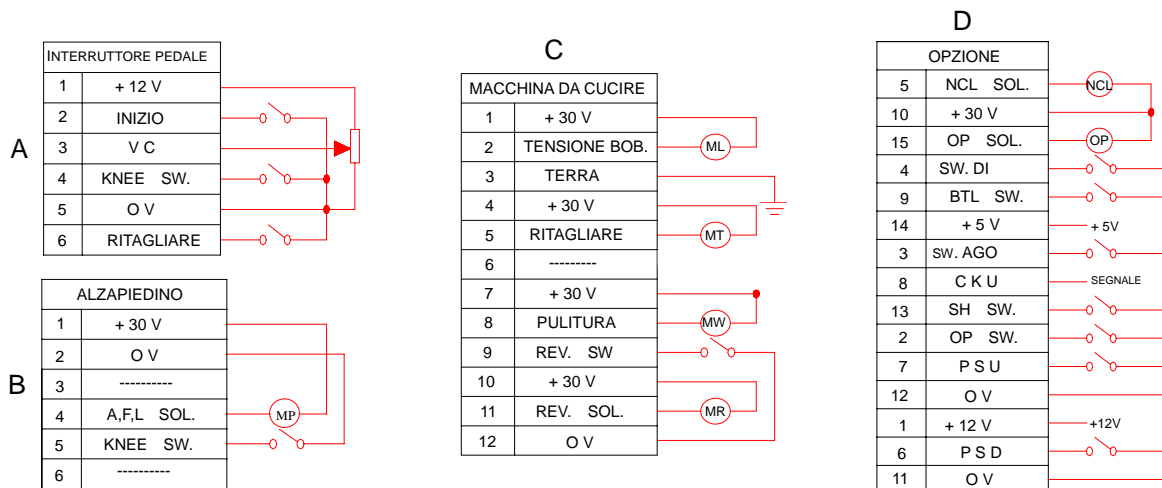 A
INTERRUTTORE PEDALE
1 + 12 V
2 INIZIO
3 V C
4 KNEE SW.
5 O V
6 RITAGLIARE
B
ALZAPIEDINO
1 + 30 V
2 O V
3 ----------
4 A,F,L SOL. MP
5 KNEE SW.
6 ----------
C
MACCHINA DA CUCIRE
1 + 30 V
2 TENSIONE BOB. ML
3 TERRA
4 + 30 V
5 RITAGLIARE MT
6 ---------
7 + 30 V
8 PULITURA MW
9 REV. SW
10 + 30 V
11 REV. SOL. MR
12 O V
D
OPZIONE
5 NCL SOL. NCL
10 + 30 V
15 OP SOL. OP
4 SW. DI
9 BTL SW.
14 + 5 V + 5V
3 SW. AGO
8 C K U SEGNALE
13 SH SW.
2 OP SW.
7 P S U
12 O V
1 + 12 V +12V
6 P S D
11 O V